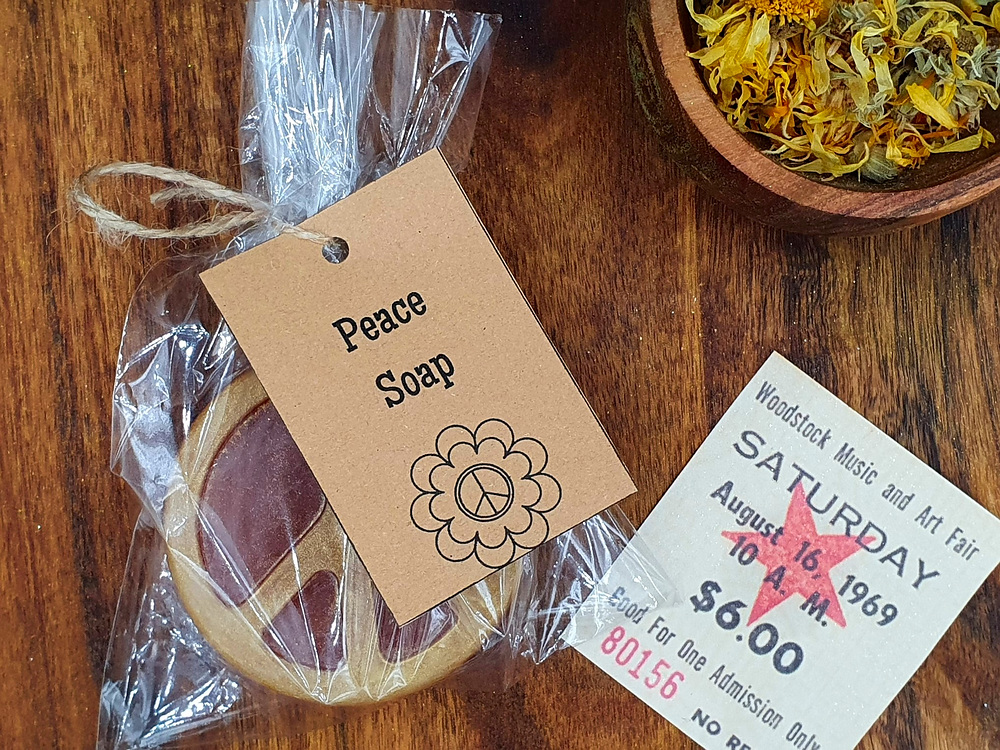 Peace
Soap
Woodstock Music and Art Fair
SATURDAY
August 16, 1969
10 A. M.
$6.00
Good For One Admission Only
80156
NO